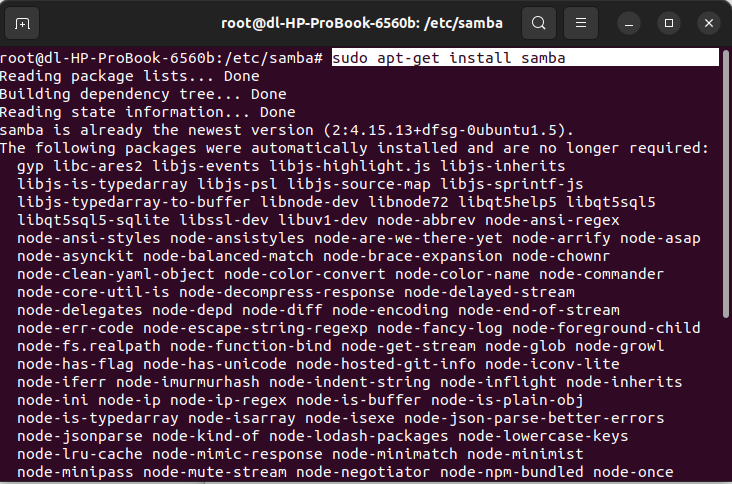 root@dl-HP-ProBook-6560b: /etc/samba
root@dl-HP-ProBook-6560b:/etc/samba# sudo apt-get install samba
Reading package lists... Done
Building dependency tree... Done
Reading state information... Done
samba is already the newest version (2:4.15.13+dfsg-0ubuntu1.5).
The following packages were automatically installed and are no longer required:
  gyp libc-ares2 libjs-events libjs-highlight.js libjs-inherits
  libjs-is-typedarray libjs-psl libjs-source-map libjs-sprintf-js
  libjs-typedarray-to-buffer libnode-dev libnode72 libqt5help5 libqt5sql5
  libqt5sql5-sqlite libssl-dev libuv1-dev node-abbrev node-ansi-regex
  node-ansi-styles node-ansistyles node-are-we-there-yet node-arrify node-asap
  node-asynckit node-balanced-match node-brace-expansion node-chownr
  node-clean-yaml-object node-color-convert node-color-name node-commander
  node-core-util-is node-decompress-response node-delayed-stream
  node-delegates node-depd node-diff node-encoding node-end-of-stream
  node-err-code node-escape-string-regexp node-fancy-log node-foreground-child
  node-fs.realpath node-function-bind node-get-stream node-glob node-growl
  node-has-flag node-has-unicode node-hosted-git-info node-iconv-lite
  node-iferr node-imurmurhash node-indent-string node-inflight node-inherits
  node-ini node-ip node-ip-regex node-is-buffer node-is-plain-obj
  node-is-typedarray node-isarray node-isexe node-json-parse-better-errors
  node-jsonparse node-kind-of node-lodash-packages node-lowercase-keys
  node-lru-cache node-mimic-response node-minimatch node-minimist
  node-minipass node-mute-stream node-negotiator node-npm-bundled node-once